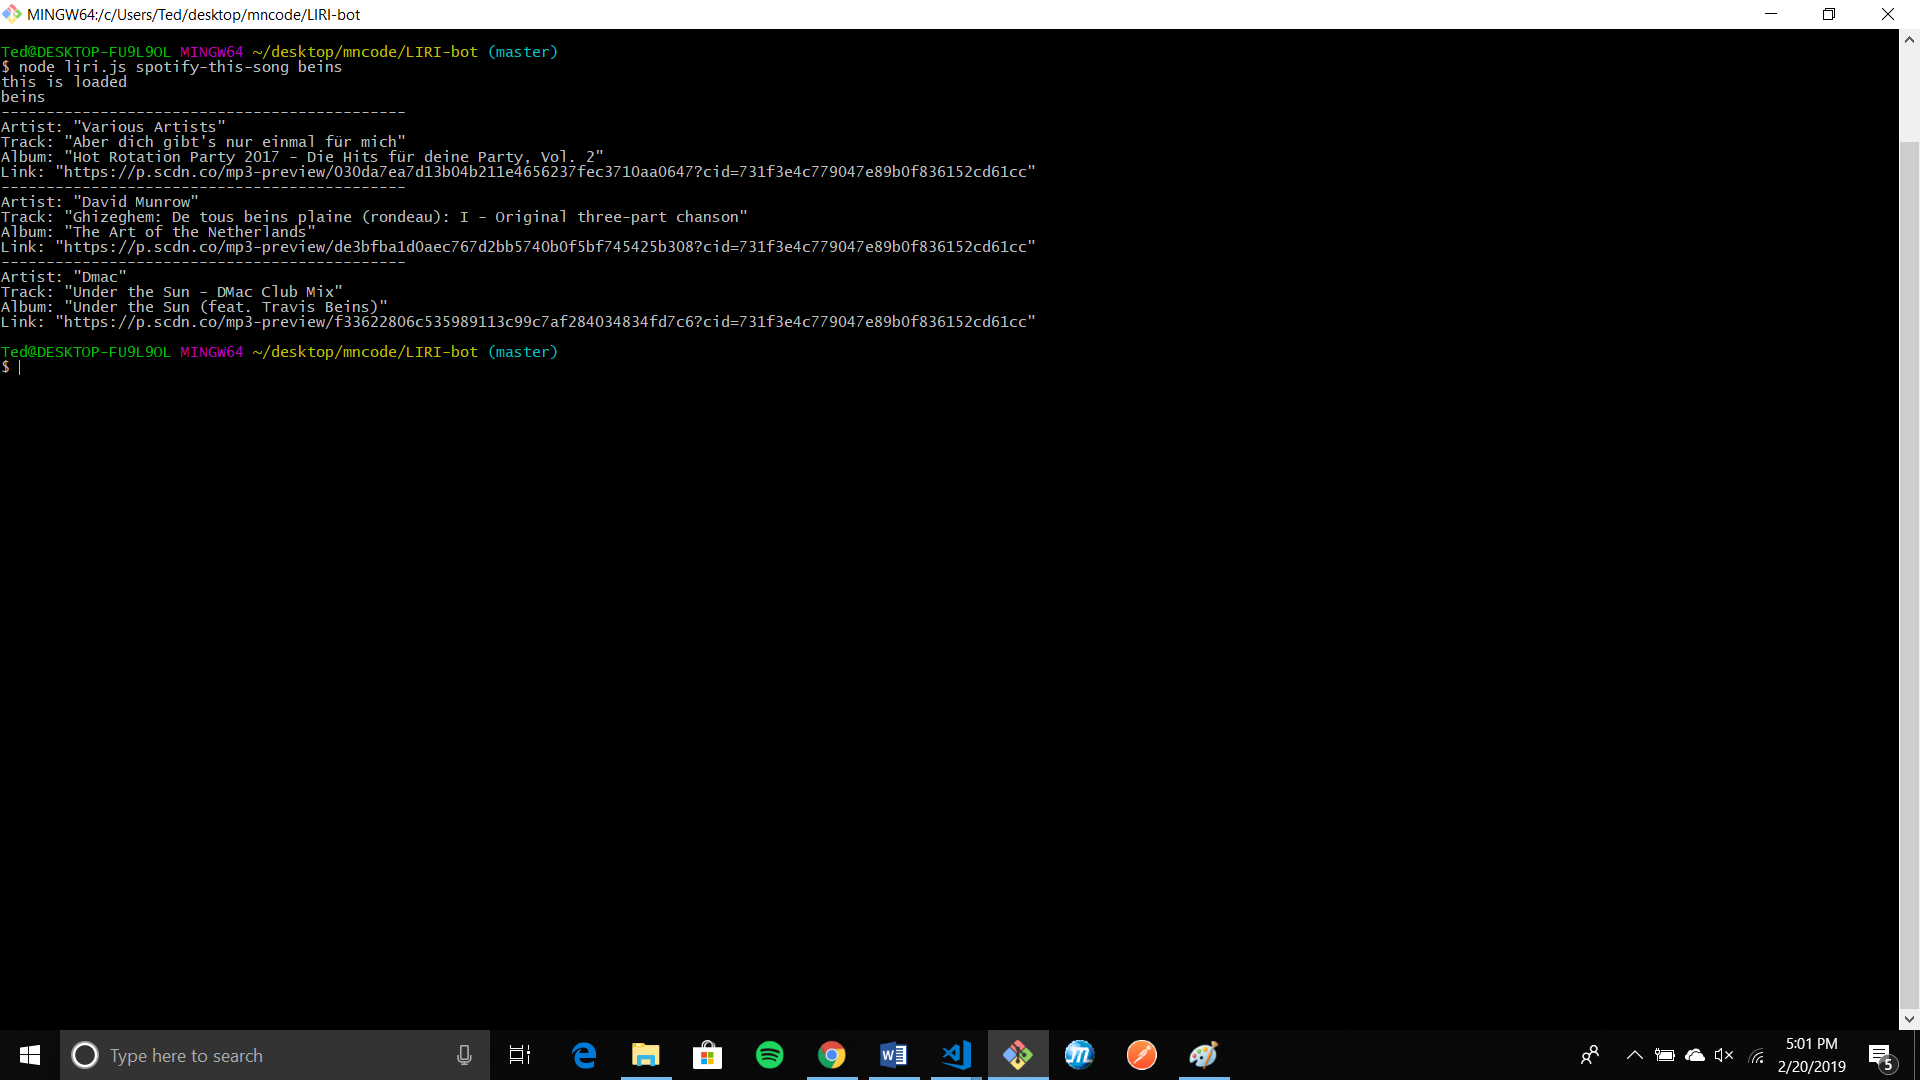 MINGW64:/c/Users/Ted/desktop/mncode/LIRI-bot
Ted@DESKTOP-FU9L9OL MINGW64 ~/desktop/mncode/LIRI-bot (master)
$ node liri.js spotify-this-song beins
this is loaded
beins
---------------------------------------------
Artist: "Various Artists"
Track: "Aber dich gibt's nur einmal für mich"
Album: "Hot Rotation Party 2017 - Die Hits für deine Party, Vol. 2"
Link: "https://p.scdn.co/mp3-preview/030da7ea7d13b04b211e4656237fec3710aa0647?cid=731f3e4c779047e89b0f836152cd61cc"
---------------------------------------------
Artist: "David Munrow"
Track: "Ghizeghem: De tous beins plaine (rondeau): I - Original three-part chanson"
Album: "The Art of the Netherlands"
Link: "https://p.scdn.co/mp3-preview/de3bfba1d0aec767d2bb5740b0f5bf745425b308?cid=731f3e4c779047e89b0f836152cd61cc"
---------------------------------------------
Artist: "Dmac"
Track: "Under the Sun - DMac Club Mix"
Album: "Under the Sun (feat. Travis Beins)"
Link: "https://p.scdn.co/mp3-preview/f33622806c535989113c99c7af284034834fd7c6?cid=731f3e4c779047e89b0f836152cd61cc"
Ted@DESKTOP-FU9L9OL MINGW64 ~/desktop/mncode/LIRI-bot (master)
$
Type here to search
5:01 PM
2/20/2019
5